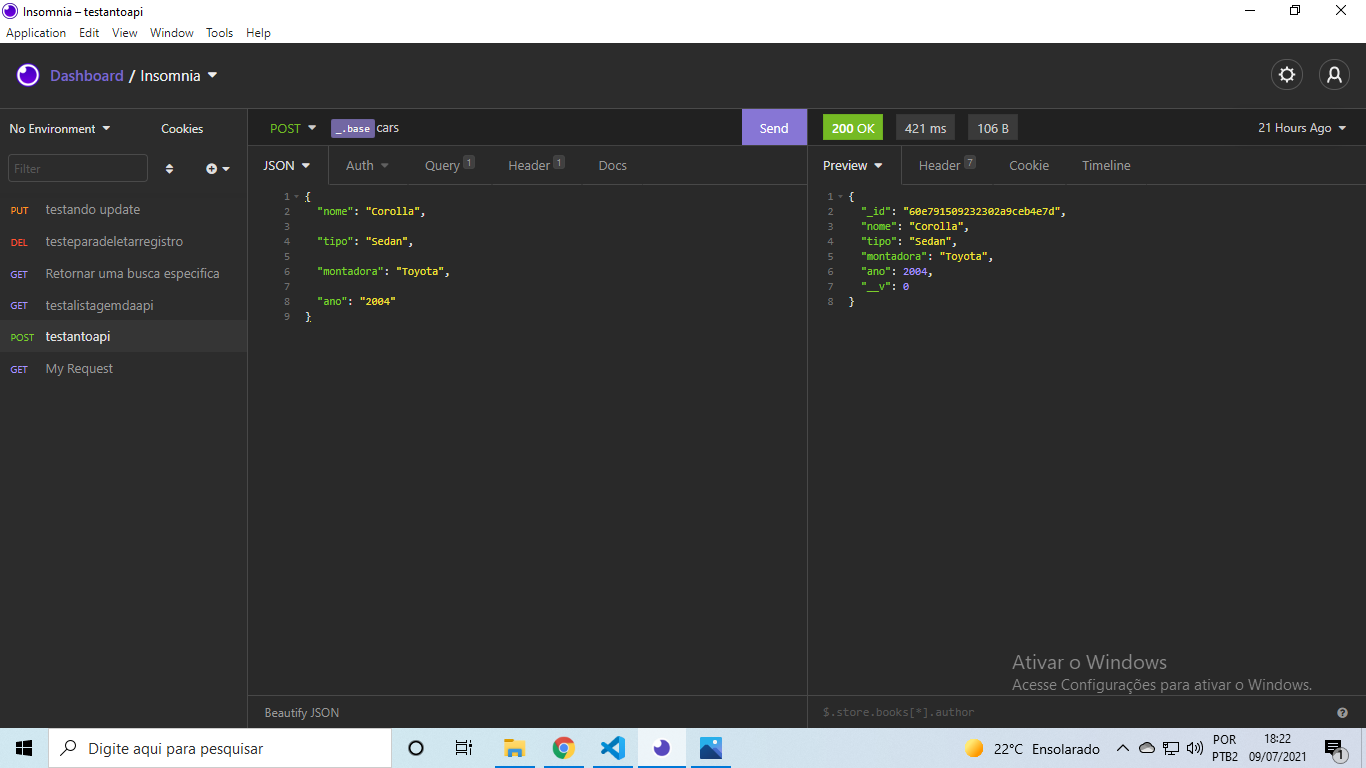 Insomnia – testantoapi
Application Edit View Window Tools Help
Dashboard / Insomnia
No Environment Cookies
Filter
PUT testando update
DEL testeparadeletarregistro
GET Retornar uma busca especifica
GET testalistagemdaapi
POST testantoapi
GET My Request
POST _.base cars Send
JSON Auth Query 1 Header 1 Docs
1 {
2 "nome": "Corolla",
3
4 "tipo": "Sedan",
5
6 "montadora": "Toyota",
7
8 "ano": "2004"
9 }
Beautify JSON
200 OK 421 ms 106 B 21 Hours Ago
Preview Header 7 Cookie Timeline
1 {
2 "_id": "60e791509232302a9ceb4e7d",
3 "nome": "Corolla",
4 "tipo": "Sedan",
5 "montadora": "Toyota",
6 "ano": 2004,
7 "__v": 0
8 }
Ativar o Windows
Acesse Configurações para ativar o Windows.
$.store.books[*].author
Digite aqui para pesquisar
22°C Ensolarado
POR
PTB2
18:22
09/07/2021
1